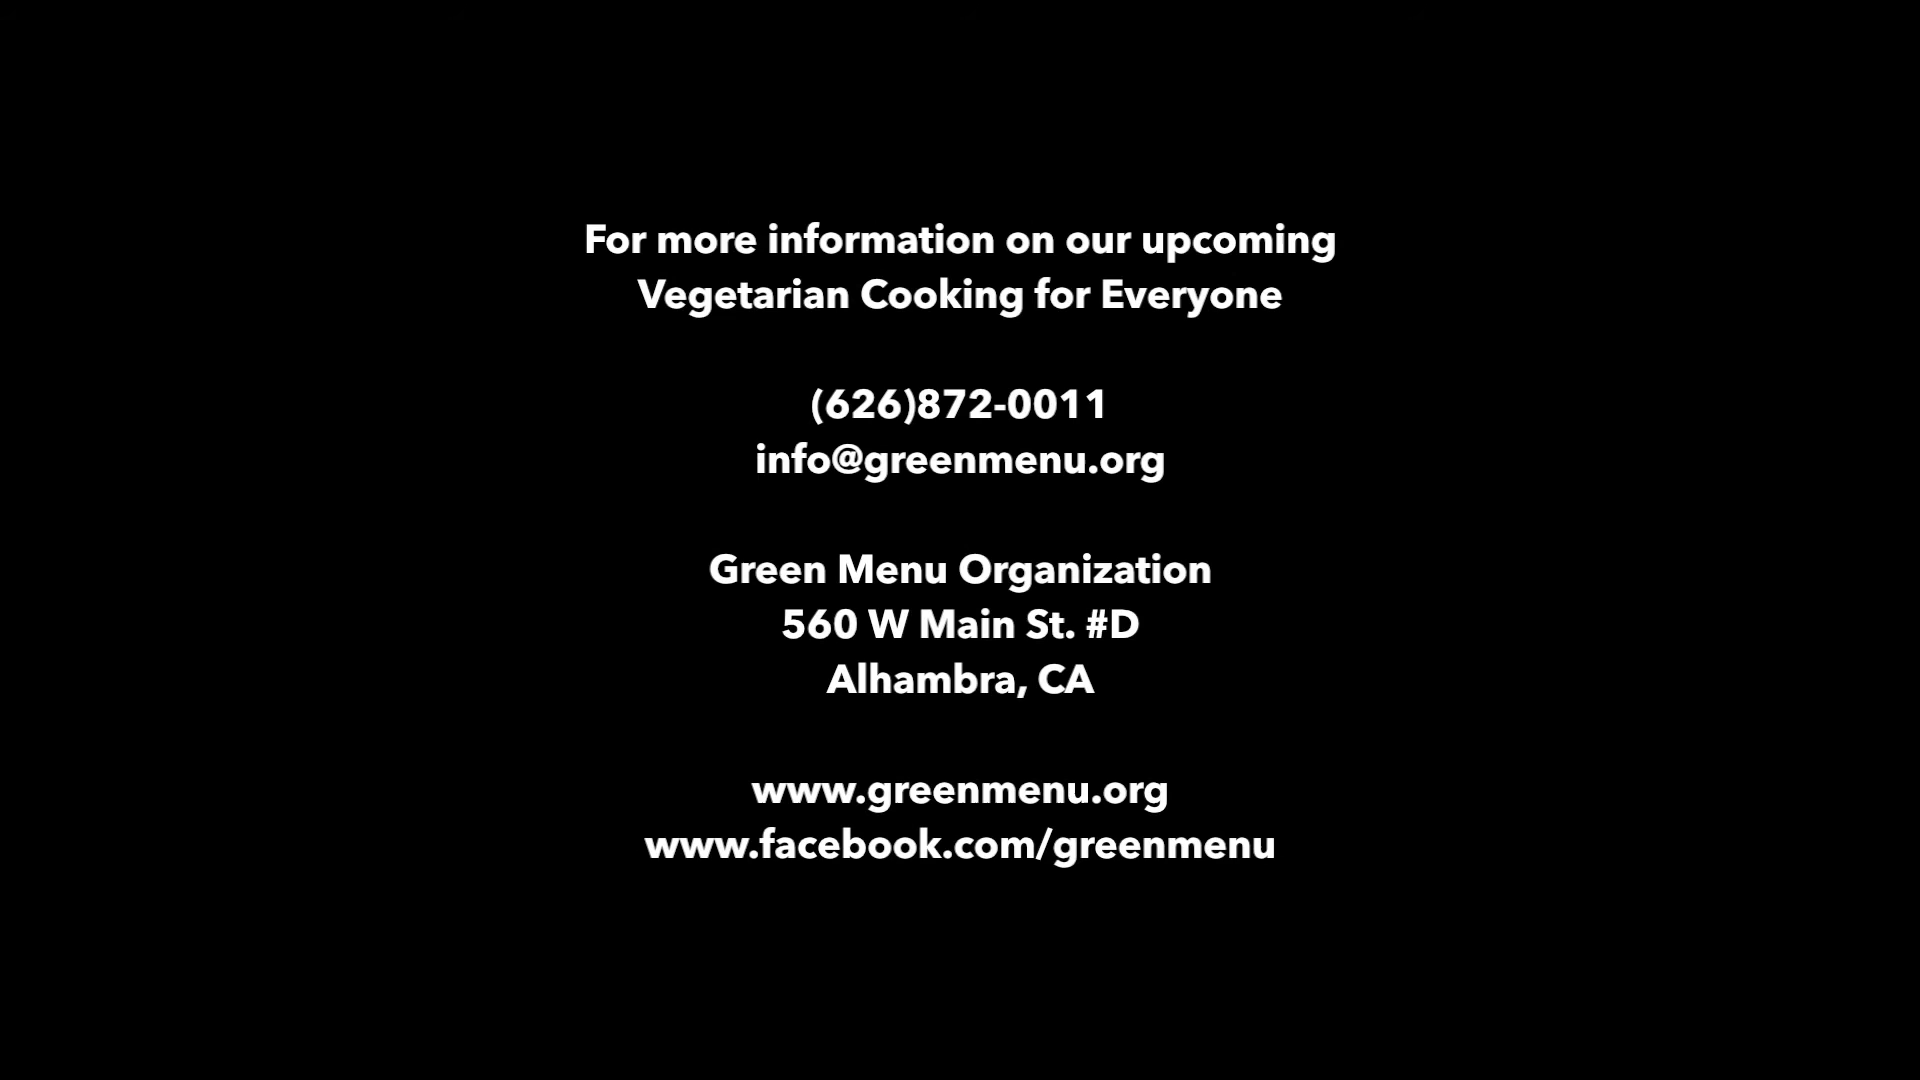 For more information on our upcoming
Vegetarian Cooking for Everyone
(626)872-0011
info@greenmenu.org
Green Menu Organization
560 W Main St. #D
Alhambra, CA
www.greenmenu.org
www.facebook.com/greenmenu